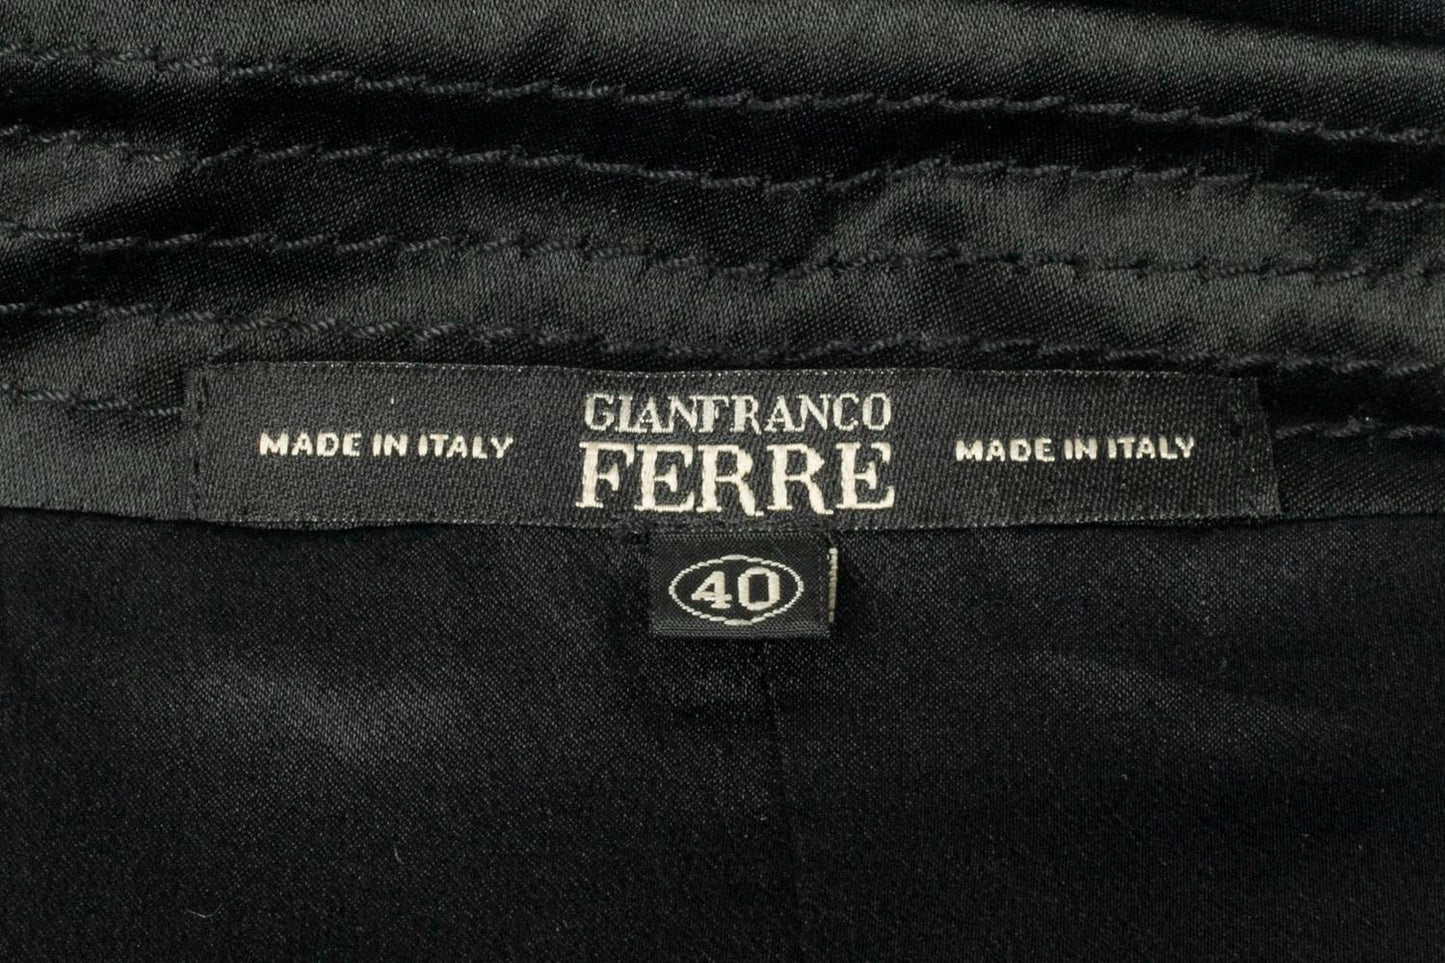 MADE IN ITALY
GIANFRANCO
FERRE
MADE IN ITALY
40